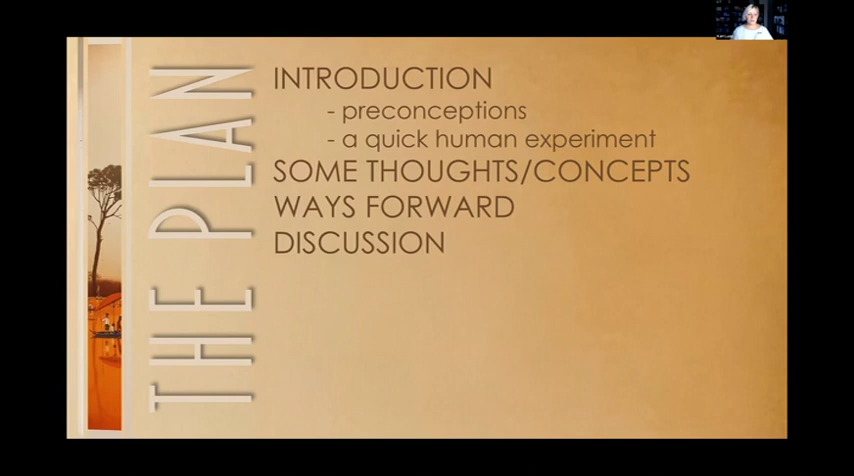 THE PLAN
INTRODUCTION
- preconceptions
- a quick human experiment
SOME THOUGHTS/CONCEPTS
WAYS FORWARD
DISCUSSION